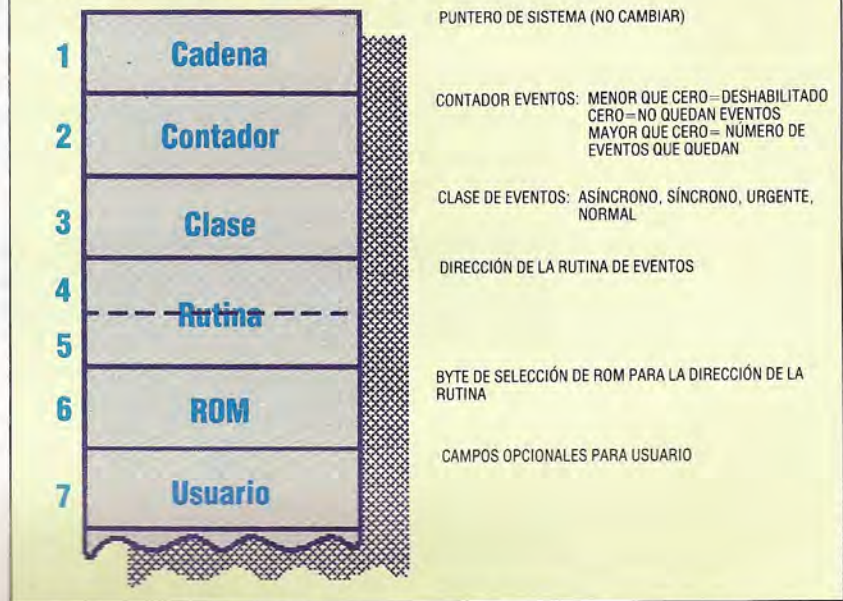 1
Cadena
PUNTERO DE SISTEMA (NO CAMBIAR)
2
Contador
CONTADOR EVENTOS: MENOR QUE CERO=DESHABILITADO
CERO=NO QUEDAN EVENTOS
MAYOR QUE CERO= NÚMERO DE
EVENTOS QUE QUEDAN
3
Clase
CLASE DE EVENTOS: ASÍNCRONO, SÍNCRONO, URGENTE,
NORMAL
4
Rutina
5
DIRECCIÓN DE LA RUTINA DE EVENTOS
6
ROM
BYTE DE SELECCIÓN DE ROM PARA LA DIRECCIÓN DE LA
RUTINA
7
Usuario
CAMPOS OPCIONALES PARA USUARIO